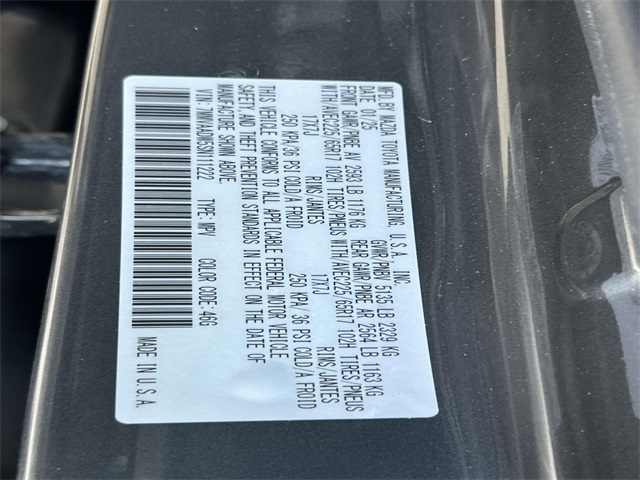 MFD.BY MAZDA TOYOTA MANUFACTURING, U.S.A., INC.
DATE 01/25 GVWR/PNBV 5135 LB 2329 KG
FRONT GAWR/PNBE AV 2593 LB 1176 KG REAR GAWR/PNBE AR 2564 LB 1163 KG
WITH/AVEC225/65R17 102H TIRES/PNEUS WITH/AVEC225/65R17 102H TIRES/PNEUS
17X7J RIMS/JANTES 17X7J RIMS/JANTES
250 KPA/36 PSI COLD/A FROID 250 KPA/36 PSI COLD/A FROID
THIS VEHICLE CONFORMS TO ALL APPLICABLE FEDERAL MOTOR VEHICLE
SAFETY AND THEFT PREVENTION STANDARDS IN EFFECT ON THE DATE OF
MANUFACTURE SHOWN ABOVE.
TYPE: MPV COLOR CODE: 46G
MADE IN U.S.A.